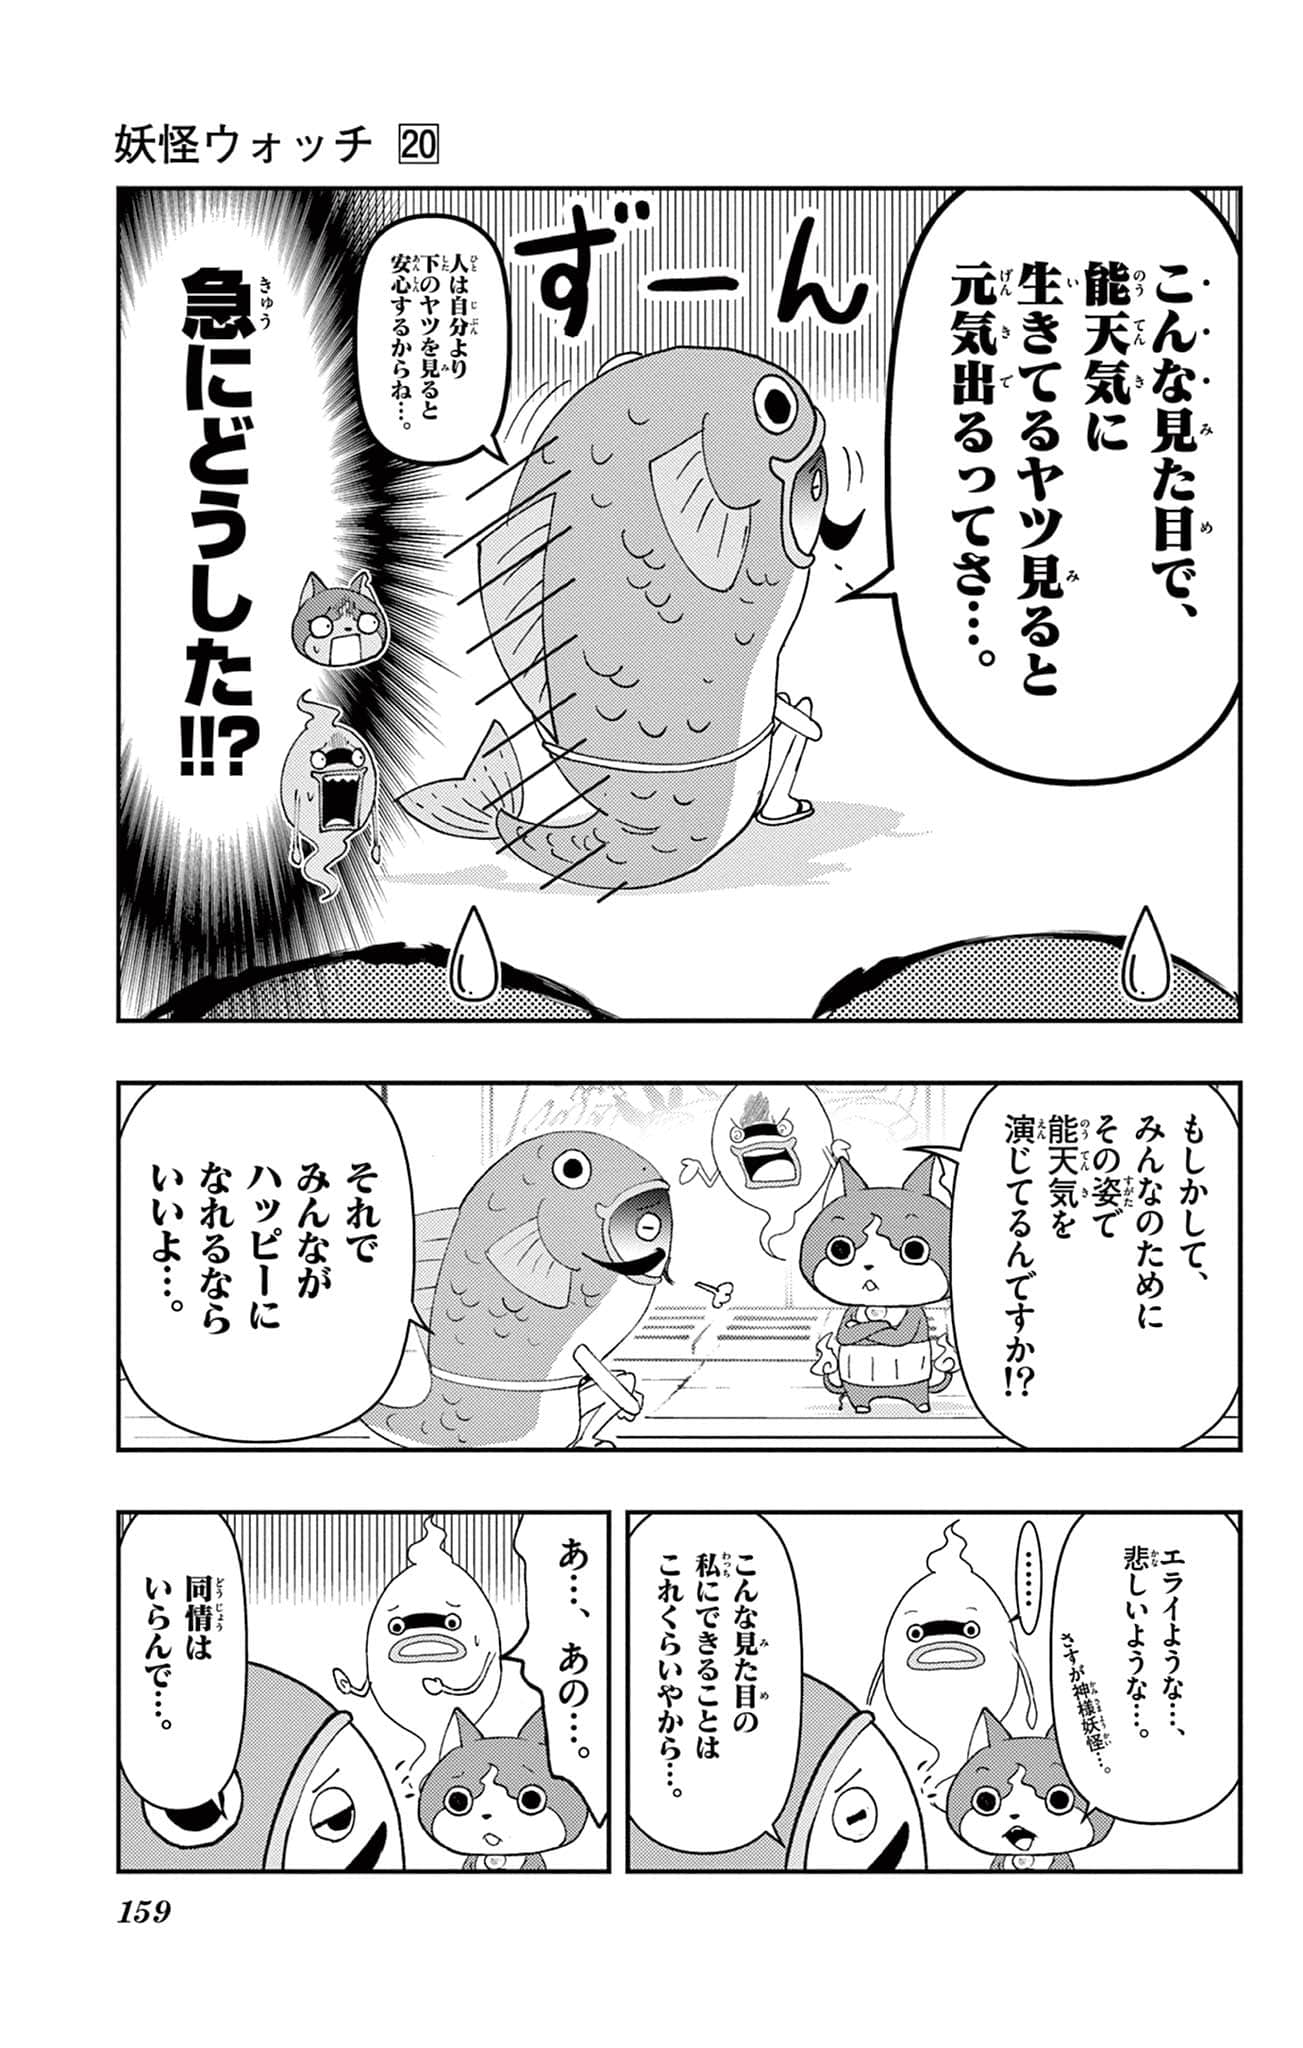 妖怪ウォッチ 20
こんな見た目で、
能天気に
生きてるヤツ見ると
元気出るってさ…。
ずーん
人は自分より
下のヤツを見ると
安心するからね…。
急にどうした!!!?
もしかして、
みんなのために
その姿で
能天気を
演じてるんですか!?
それで
みんなが
ハッピーに
なれるなら
いいよ…。
エライような…、
悲しいような…。
さすが神様妖怪…。
……
こんな見た目の
私にできることは
これくらいやから…。
あ…、あの…。
同情は
いらんで…。
159